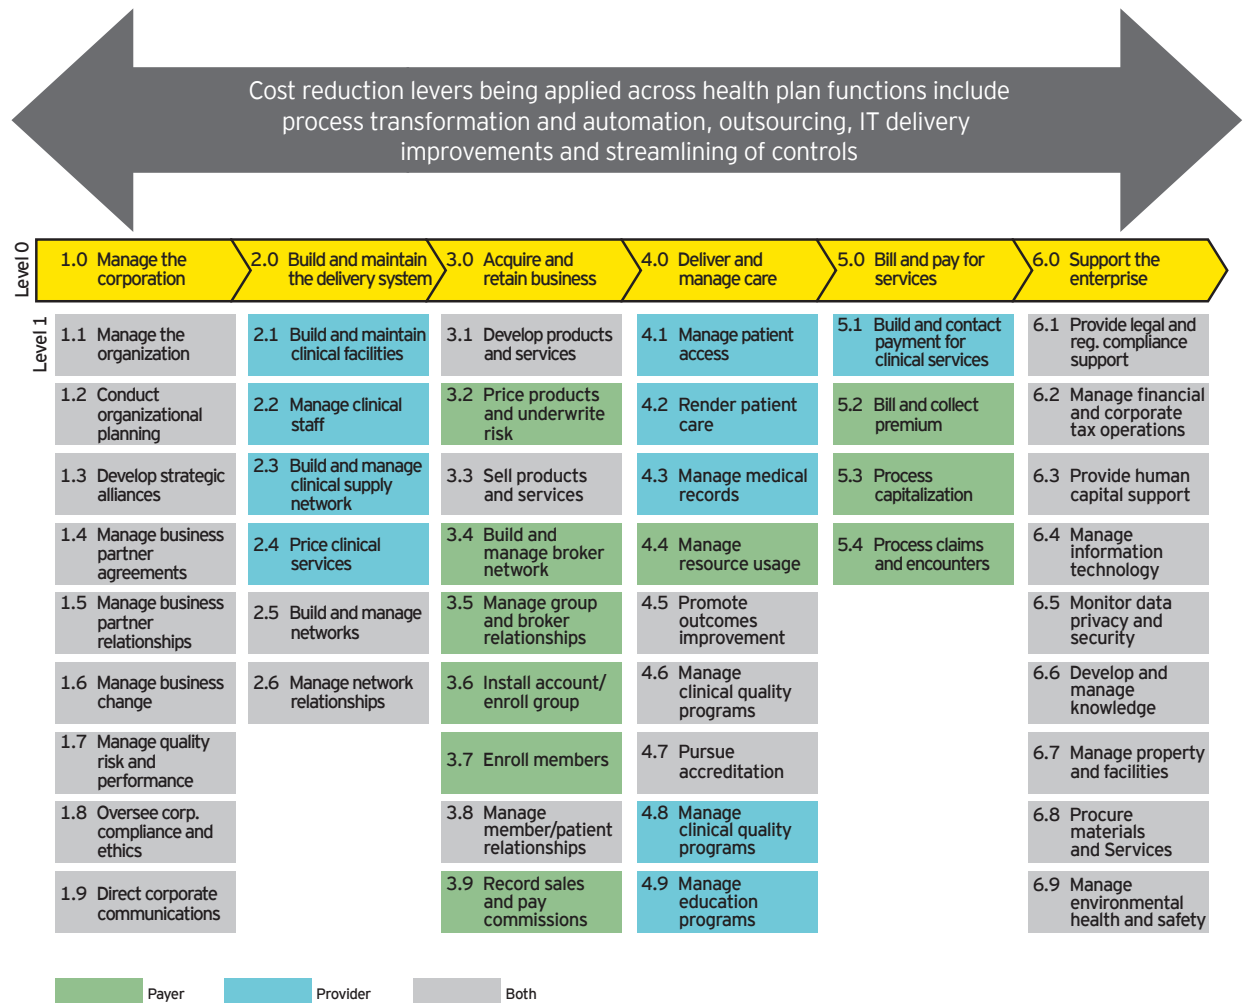 Cost reduction levers being applied across health plan functions include
process transformation and automation, outsourcing, IT delivery
improvements and streamlining of controls
Level 0
1.0 Manage the
corporation
2.0 Build and maintain
the delivery system
3.0 Acquire and
retain business
4.0 Deliver and
manage care
5.0 Bill and pay for
services
6.0 Support the
enterprise
Level 1
1.1 Manage the
organization
1.2 Conduct
organizational
planning
1.3 Develop strategic
alliances
1.4 Manage business
partner
agreements
1.5 Manage business
partner
relationships
1.6 Manage business
change
1.7 Manage quality
risk and
performance
1.8 Oversee corp.
compliance and
ethics
1.9 Direct corporate
communications
2.1 Build and maintain
clinical facilities
2.2 Manage clinical
staff
2.3 Build and manage
clinical supply
network
2.4 Price clinical
services
2.5 Build and manage
networks
2.6 Manage network
relationships
3.1 Develop products
and services
3.2 Price products
and underwrite
risk
3.3 Sell products
and services
3.4 Build and
manage broker
network
3.5 Manage group
and broker
relationships
3.6 Install account/
enroll group
3.7 Enroll members
3.8 Manage
member/patient
relationships
3.9 Record sales
and pay
commissions
4.1 Manage patient
access
4.2 Render patient
care
4.3 Manage medical
records
4.4 Manage
resource usage
4.5 Promote
outcomes
improvement
4.6 Manage
clinical quality
programs
4.7 Pursue
accreditation
4.8 Manage
clinical quality
programs
4.9 Manage
education
programs
5.1 Build and contact
payment for
clinical services
5.2 Bill and collect
premium
5.3 Process
capitalization
5.4 Process claims
and encounters
6.1 Provide legal and
reg. compliance
support
6.2 Manage financial
and corporate
tax operations
6.3 Provide human
capital support
6.4 Manage
information
technology
6.5 Monitor data
privacy and
security
6.6 Develop and
manage
knowledge
6.7 Manage property
and facilities
6.8 Procure
materials
and Services
6.9 Manage
environmental
health and safety
Payer
Provider
Both